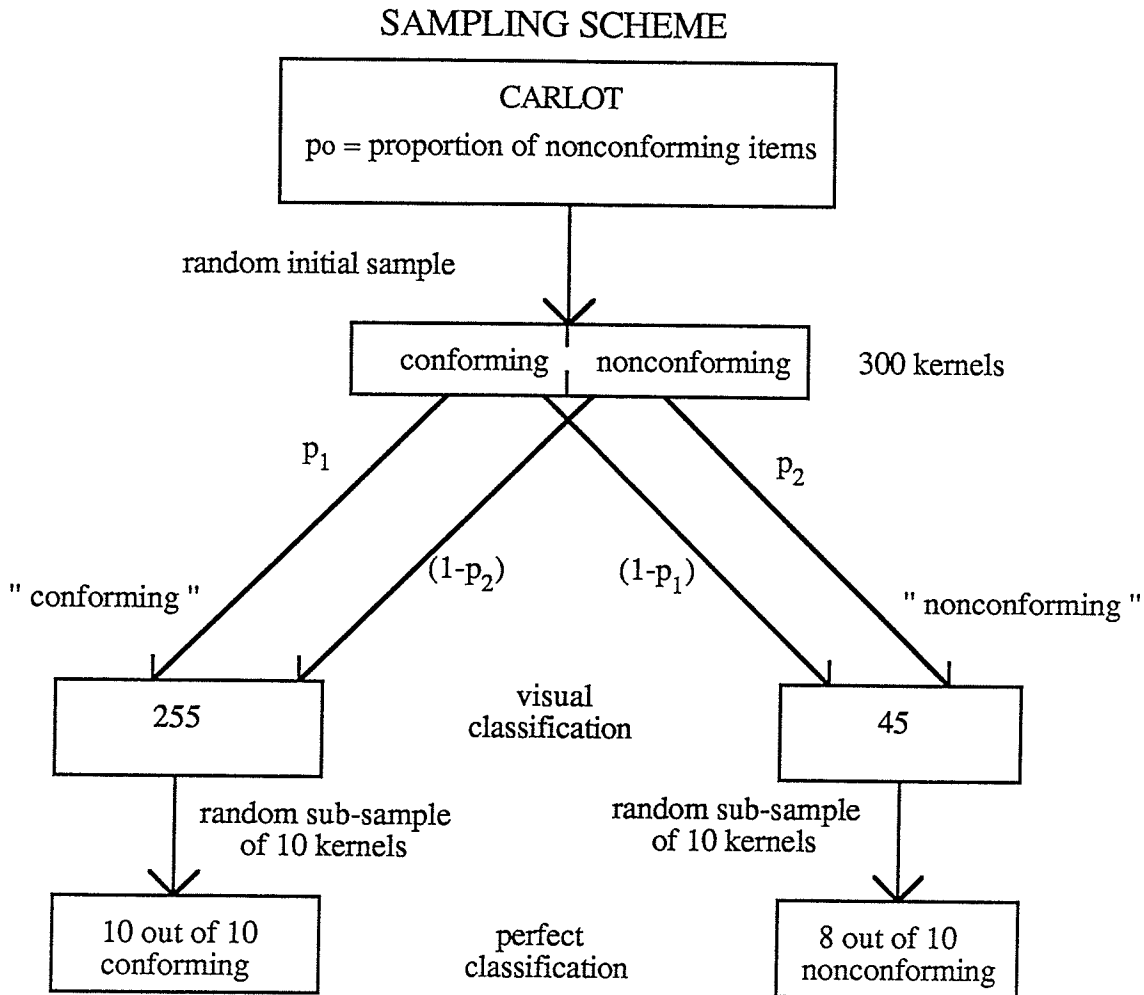 SAMPLING SCHEME
CARLOT
po = proportion of nonconforming items
random initial sample
conforming
nonconforming
300 kernels
p1
p2
(1-p2)
(1-p1)
" conforming "
" nonconforming "
255
visual
classification
45
random sub-sample
of 10 kernels
random sub-sample
of 10 kernels
10 out of 10
conforming
perfect
classification
8 out of 10
nonconforming